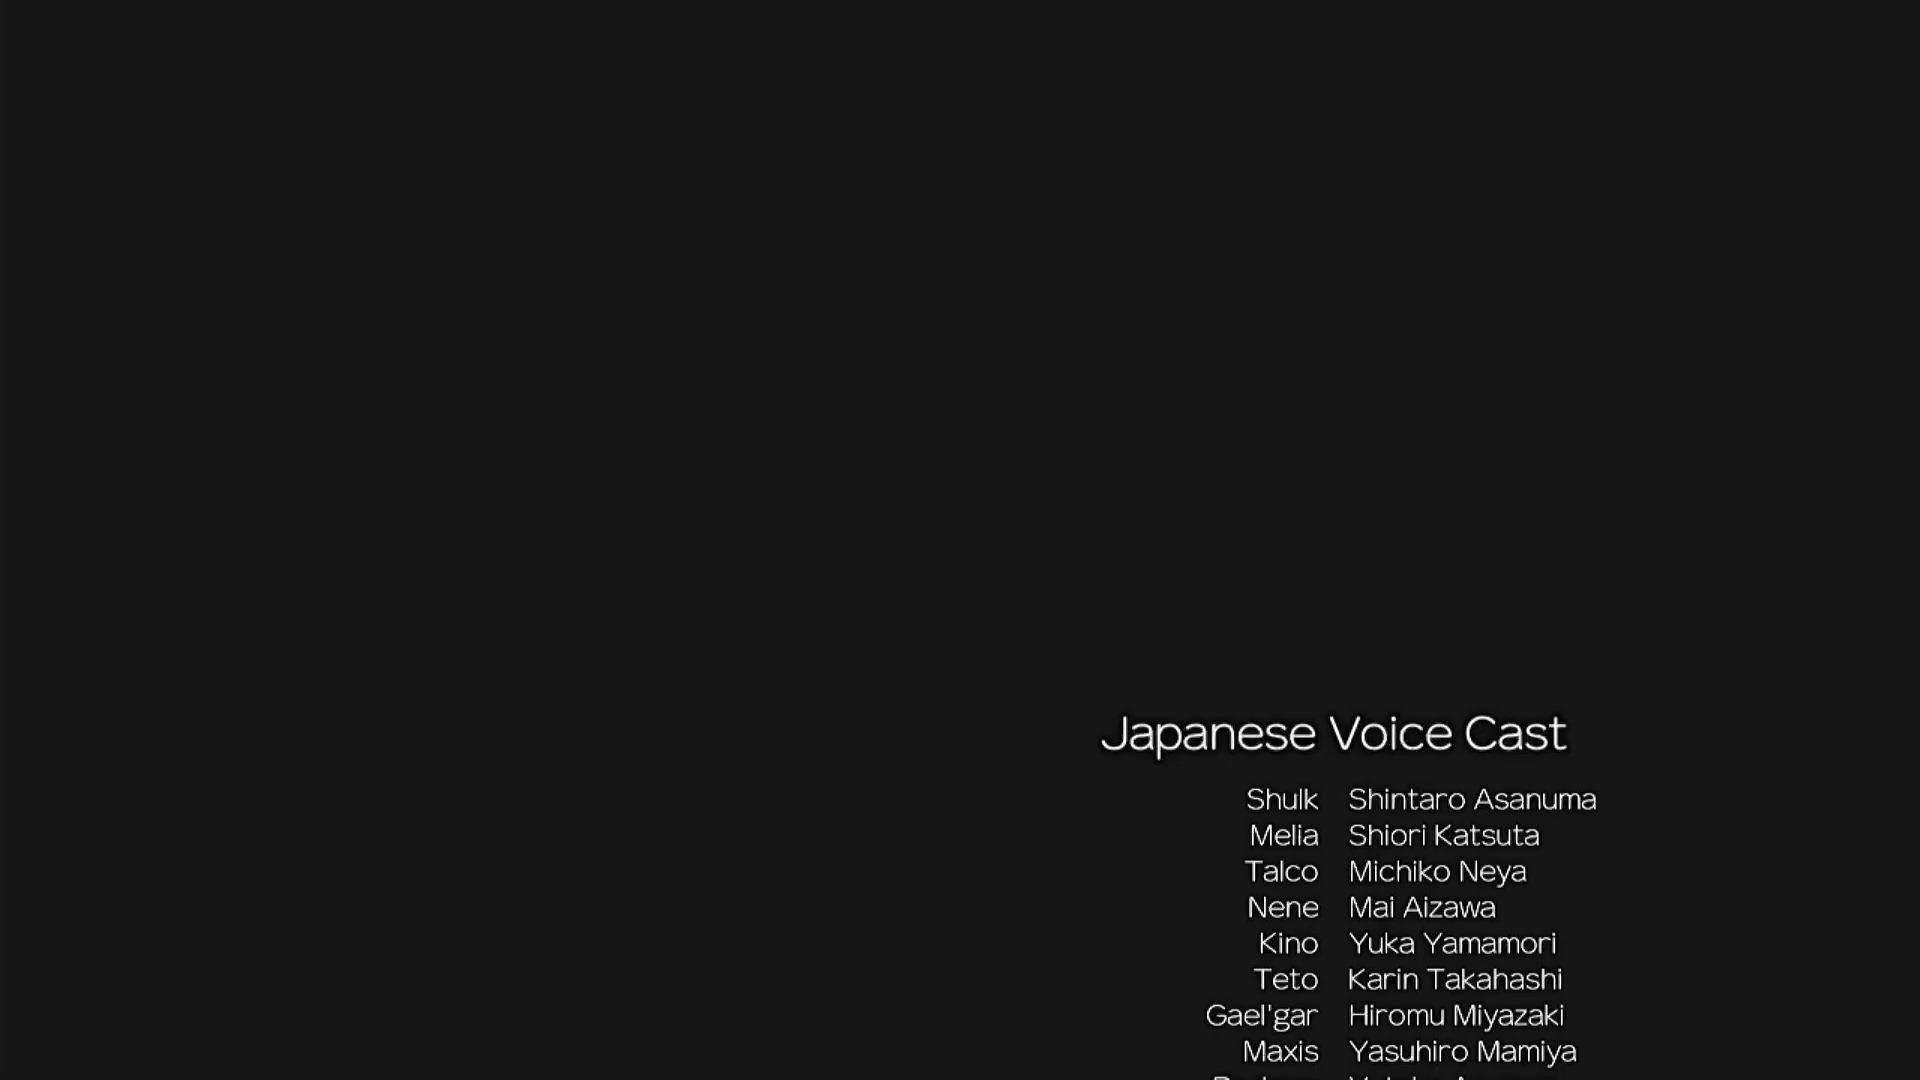 Japanese Voice Cast
Shulk Shintaro Asanuma
Melia Shiori Katsuta
Talco Michiko Neya
Nene Mai Aizawa
Kino Yuka Yamamori
Teto Karin Takahashi
Gael'gar Hiromu Miyazaki
Maxis Yasuhiro Mamiya